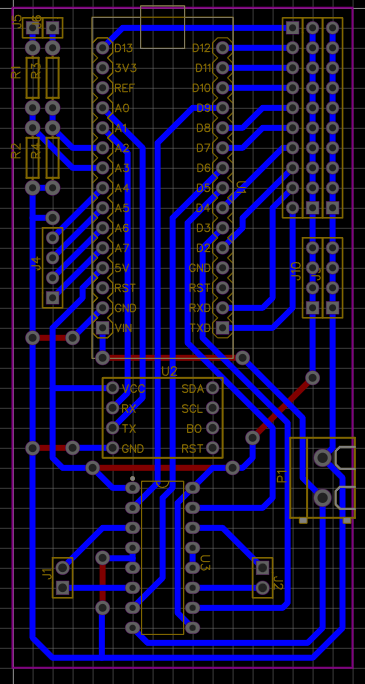 J5 J6
D13 D12
3V3 D11
REF D10
A0 D9
A1 D8
A2 D7
A3 D6
A4 D5
A5 D4
A6 D3
A7 D2
5V GND
RST RST
GND RXD
VIN TXD
R1 R3
R2 R4
U1
J4
J10 J9
U2
VCC SDA
RX SCL
TX BO
GND RST
P1
U3
J1
J2